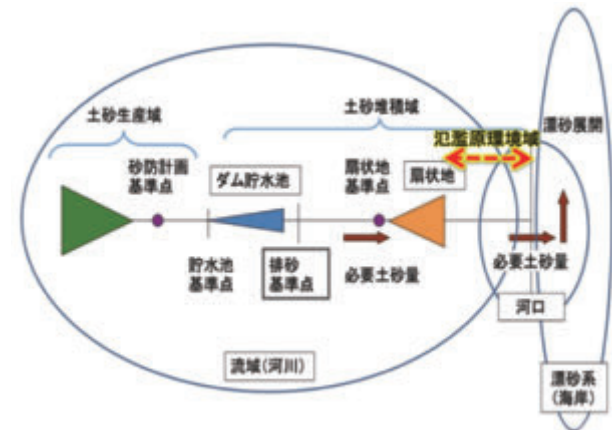 土砂生産域
土砂堆積域
漂砂展開
氾濫原環境域
砂防計画
基準点
ダム貯水池
扇状地
基準点
扇状地
貯水池
基準点
排砂
基準点
必要土砂量
必要土砂量
河口
流域(河川)
漂砂系
(海岸)